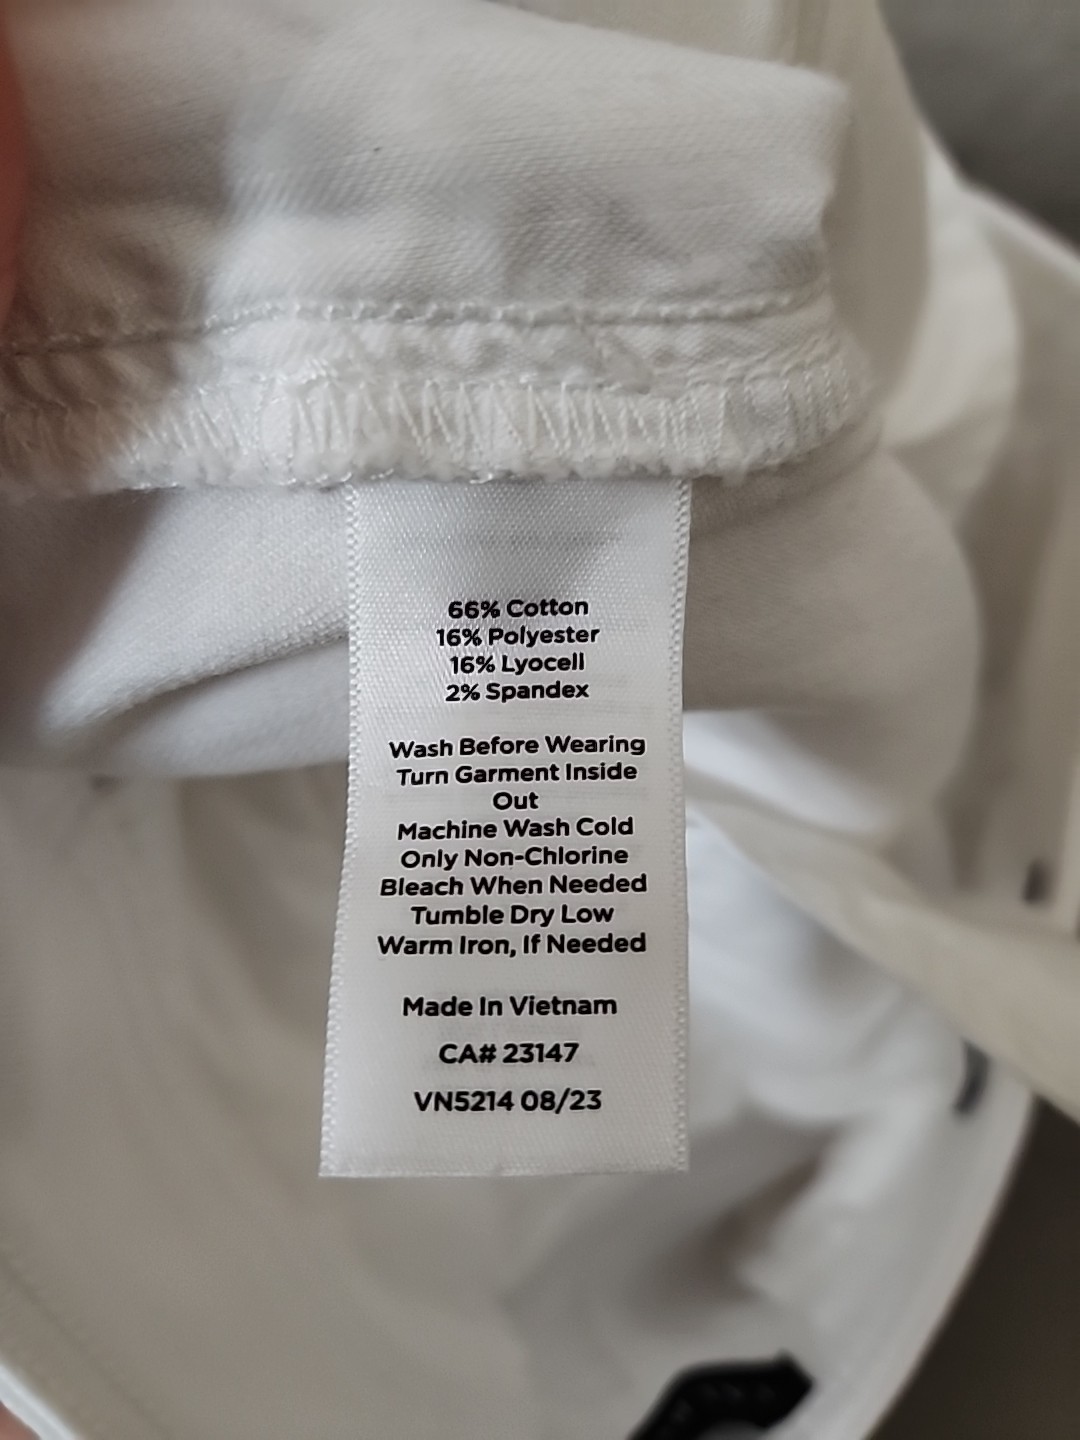 66% Cotton
16% Polyester
16% Lyocell
2% Spandex
Wash Before Wearing
Turn Garment Inside
Out
Machine Wash Cold
Only Non-Chlorine
Bleach When Needed
Tumble Dry Low
Warm Iron, If Needed
Made In Vietnam
CA# 23147
VN5214 08/23